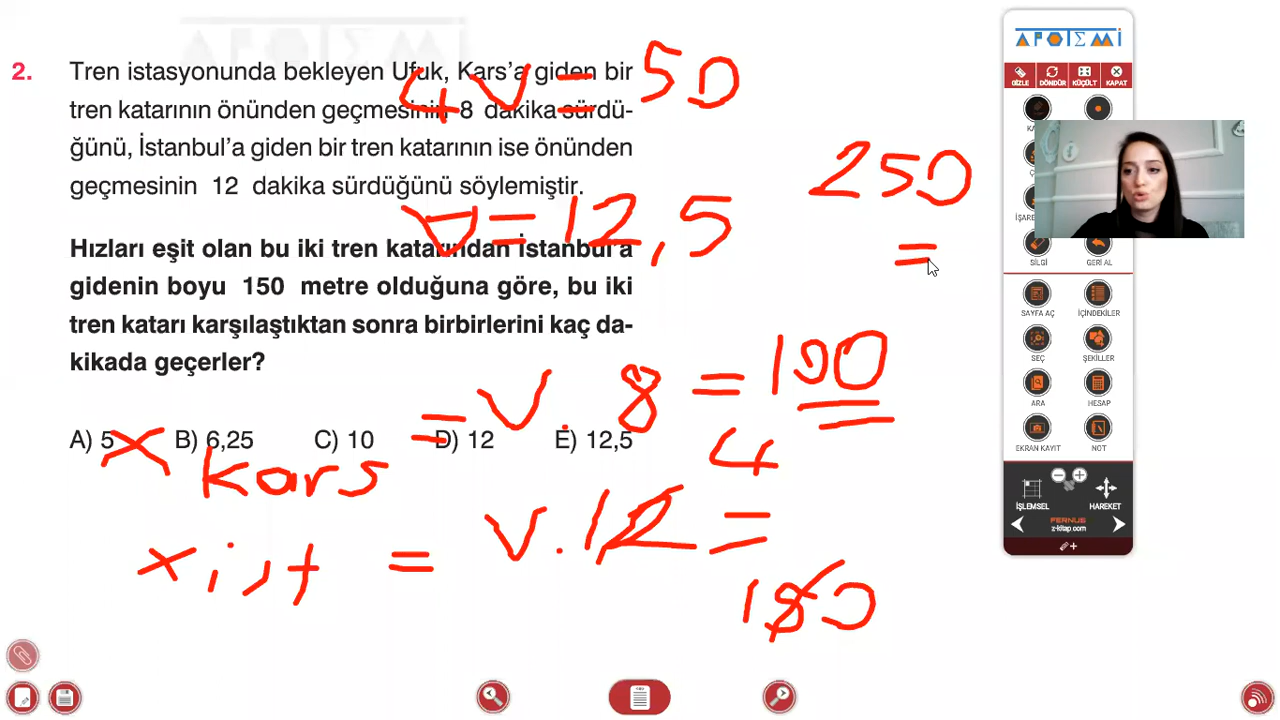 APOTEMİ
2. Tren istasyonunda bekleyen Ufuk, Kars'a giden bir
tren katarının önünden geçmesinin 8 dakika sürdü-
ğünü, İstanbul'a giden bir tren katarının ise önünden
geçmesinin 12 dakika sürdüğünü söylemiştir.
Hızları eşit olan bu iki tren katarından İstanbul'a
gidenin boyu 150 metre olduğuna göre, bu iki
tren katarı karşılaştıktan sonra birbirlerini kaç da-
kikada geçerler?
A) 5 B) 6,25 C) 10 D) 12 E) 12,5
4V = 50
V = 12,5
250
=
x kars = V. 8 = 100
4
x ist = V. 12 =
150
GİZLE DÖNDÜR KÜÇÜLT KAPAT
SİLGİ GERİ AL
SAYFA AÇ İÇİNDEKİLER
SEÇ ŞEKİLLER
ARA HESAP
EKRAN KAYIT NOT
İŞLEMSEL HAREKET
FERNUS
z-kitap.com